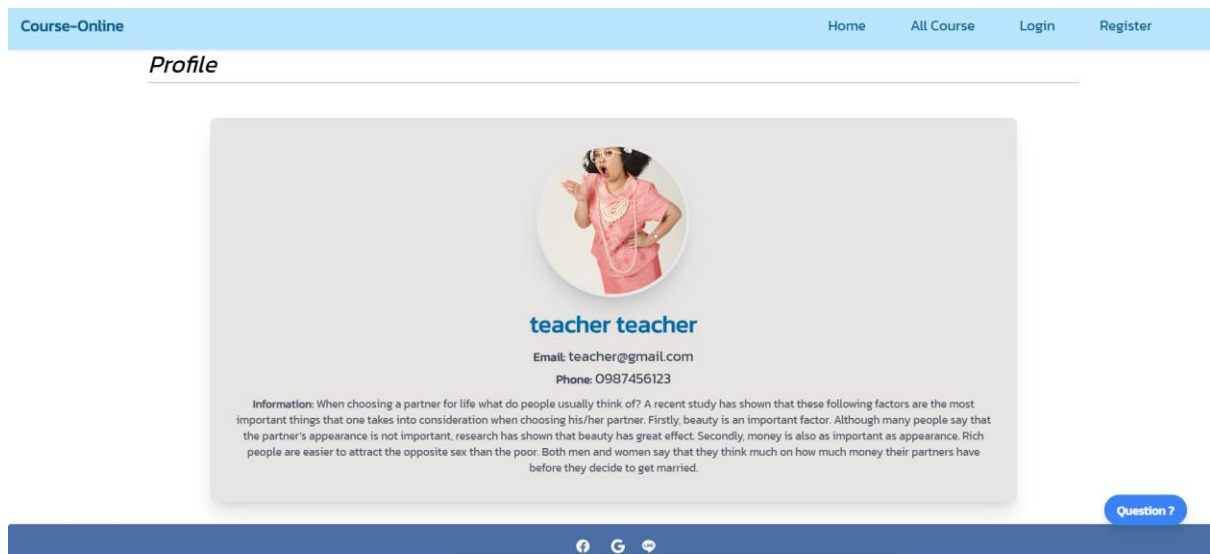 Course-Online
Home
All Course
Login
Register
Profile
teacher teacher
Email: teacher@gmail.com
Phone: 0987456123
Information: When choosing a partner for life what do people usually think of? A recent study has shown that these following factors are the most
important things that one takes into consideration when choosing his/her partner. Firstly, beauty is an important factor. Although many people say that
the partner's appearance is not important, research has shown that beauty has great effect. Secondly, money is also as important as appearance. Rich
people are easier to attract the opposite sex than the poor. Both men and women say that they think much on how much money their partners have
before they decide to get married.
Question ?
G
LINE